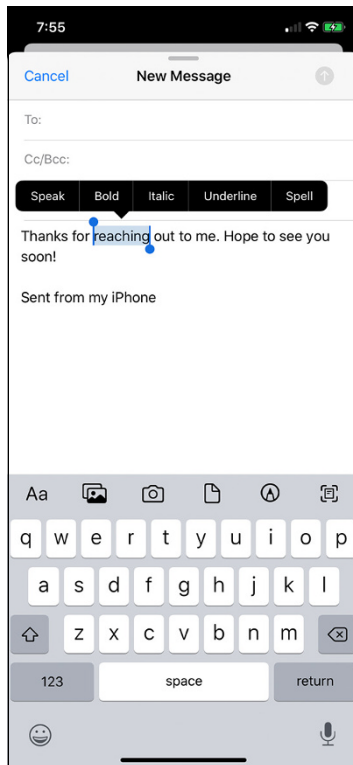 7:55
Cancel New Message
To:
Cc/Bcc:
Speak Bold Italic Underline Spell
Thanks for reaching out to me. Hope to see you
soon!
Sent from my iPhone
Aa
q w e r t y u i o p
a s d f g h j k l
z x c v b n m
123 space return